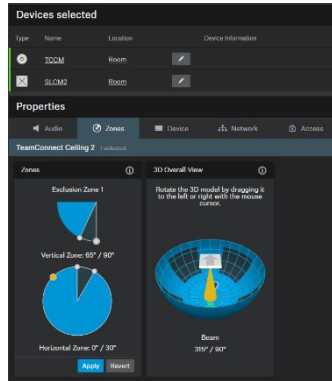 Devices selected
Type Name Location Device Information
TCCM Room
SLCM2 Room
Properties
Audio Zones Device Network Access
TeamConnect Ceiling 2 1 selected
Zones
Exclusion Zone 1
Vertical Zone: 65° / 90°
Horizontal Zone: 0° / 30°
Apply Revert
3D Overall View
Rotate the 3D model by dragging it
to the left or right with the mouse
cursor.
Beam
315° / 90°